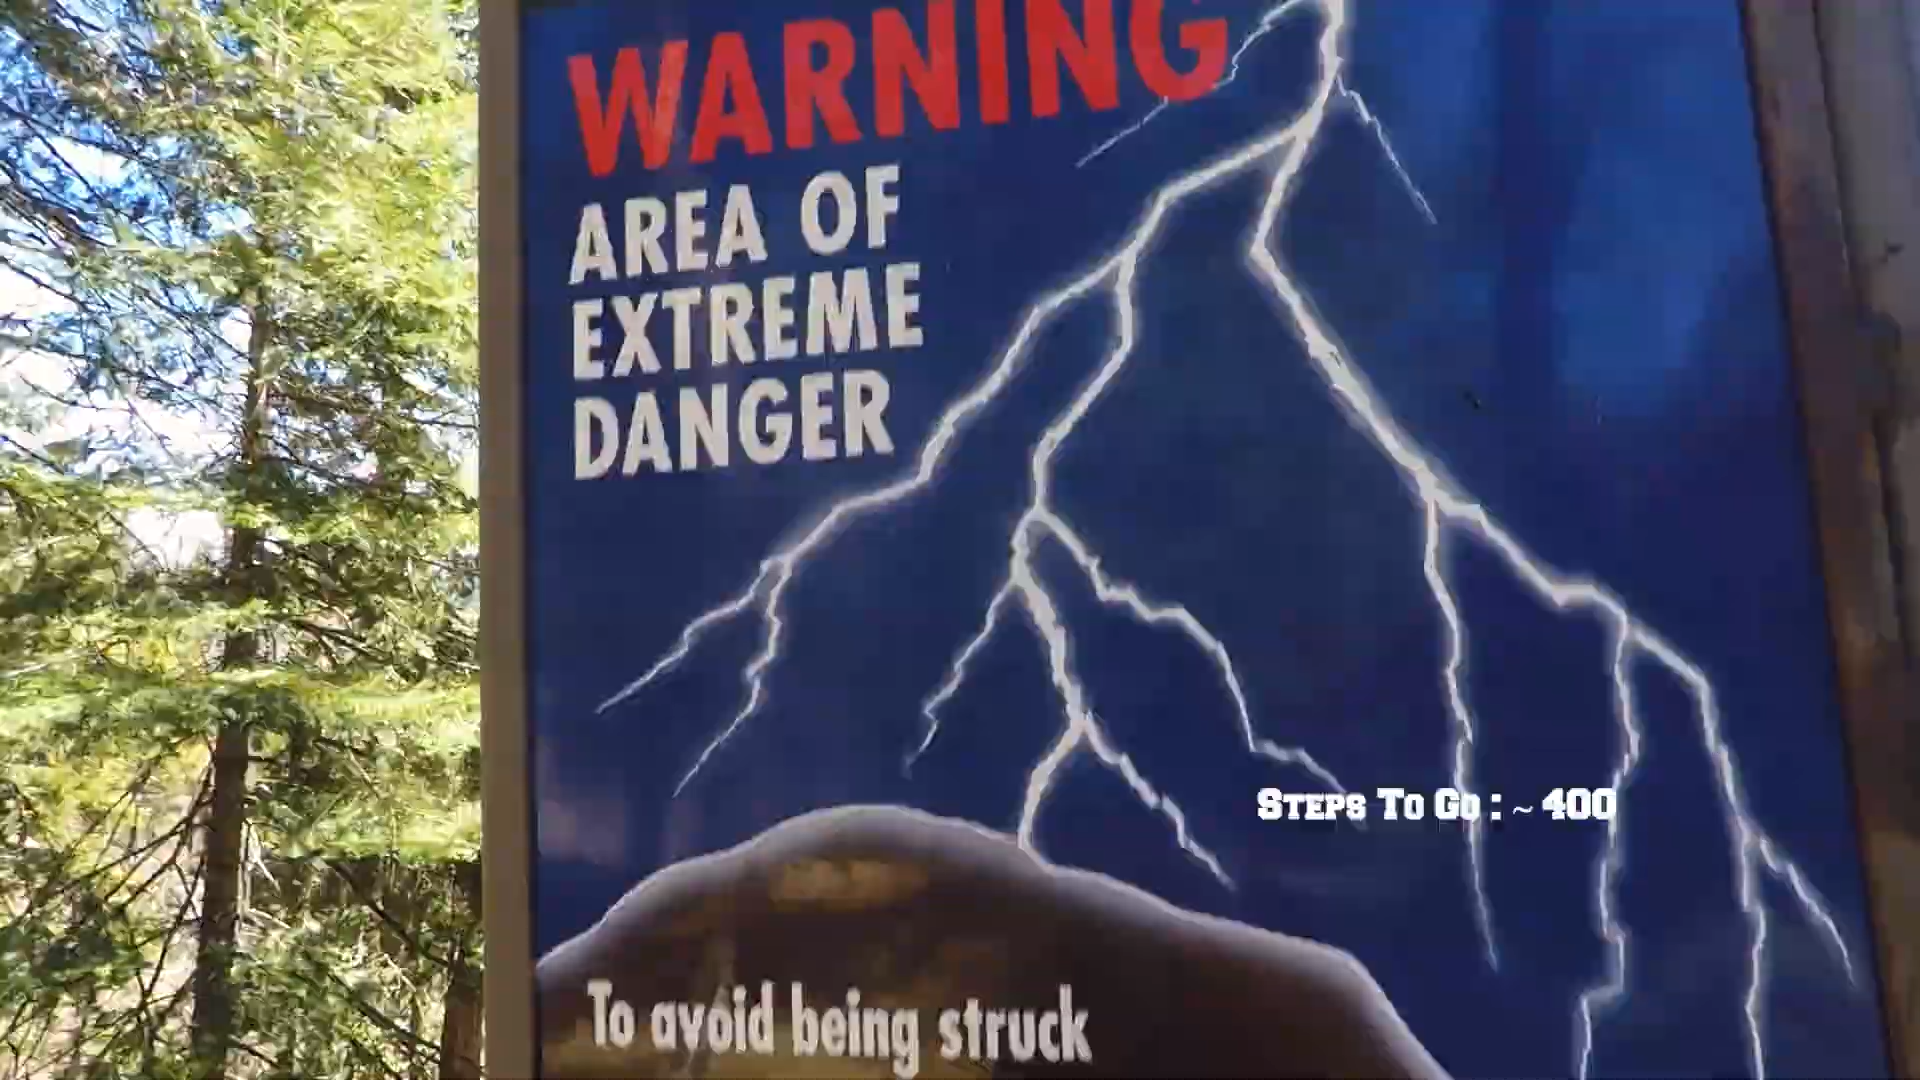 WARNING
AREA OF
EXTREME
DANGER
Steps To Go : ~ 400
To avoid being struck